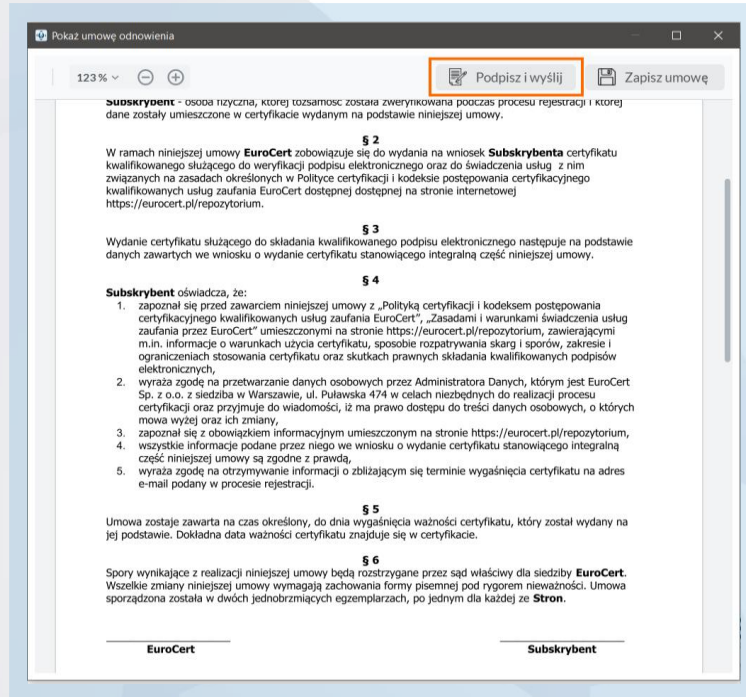 Pokaż umowę odnowienia
123 % Podpisz i wyślij Zapisz umowę
Subskrybent - osoba fizyczna, której tożsamość została zweryfikowana podczas procesu rejestracji i której
dane zostały umieszczone w certyfikacie wydanym na podstawie niniejszej umowy.
§ 2
W ramach niniejszej umowy EuroCert zobowiązuje się do wydania na wniosek Subskrybenta certyfikatu
kwalifikowanego służącego do weryfikacji podpisu elektronicznego oraz do świadczenia usług z nim
związanych na zasadach określonych w Polityce certyfikacji i kodeksie postępowania certyfikacyjnego
kwalifikowanych usług zaufania EuroCert dostępnej dostępnej na stronie internetowej
https://eurocert.pl/repozytorium.
§ 3
Wydanie certyfikatu służącego do składania kwalifikowanego podpisu elektronicznego następuje na podstawie
danych zawartych we wniosku o wydanie certyfikatu stanowiącego integralną część niniejszej umowy.
§ 4
Subskrybent oświadcza, że:
1. zapoznał się przed zawarciem niniejszej umowy z „Polityką certyfikacji i kodeksem postępowania
certyfikacyjnego kwalifikowanych usług zaufania EuroCert”, „Zasadami i warunkami świadczenia usług
zaufania przez EuroCert” umieszczonymi na stronie https://eurocert.pl/repozytorium, zawierającymi
m.in. informacje o warunkach użycia certyfikatu, sposobie rozpatrywania skarg i sporów, zakresie i
ograniczeniach stosowania certyfikatu oraz skutkach prawnych składania kwalifikowanych podpisów
elektronicznych,
2. wyraża zgodę na przetwarzanie danych osobowych przez Administratora Danych, którym jest EuroCert
Sp. z o.o. z siedziba w Warszawie, ul. Puławska 474 w celach niezbędnych do realizacji procesu
certyfikacji oraz przyjmuje do wiadomości, iż ma prawo dostępu do treści danych osobowych, o których
mowa wyżej oraz ich zmiany,
3. zapoznał się z obowiązkiem informacyjnym umieszczonym na stronie https://eurocert.pl/repozytorium,
4. wszystkie informacje podane przez niego we wniosku o wydanie certyfikatu stanowiącego integralną
część niniejszej umowy są zgodne z prawdą,
5. wyraża zgodę na otrzymywanie informacji o zbliżającym się terminie wygaśnięcia certyfikatu na adres
e-mail podany w procesie rejestracji.
§ 5
Umowa zostaje zawarta na czas określony, do dnia wygaśnięcia ważności certyfikatu, który został wydany na
jej podstawie. Dokładna data ważności certyfikatu znajduje się w certyfikacie.
§ 6
Spory wynikające z realizacji niniejszej umowy będą rozstrzygane przez sąd właściwy dla siedziby EuroCert.
Wszelkie zmiany niniejszej umowy wymagają zachowania formy pisemnej pod rygorem nieważności. Umowa
sporządzona została w dwóch jednobrzmiących egzemplarzach, po jednym dla każdej ze Stron.
EuroCert Subskrybent